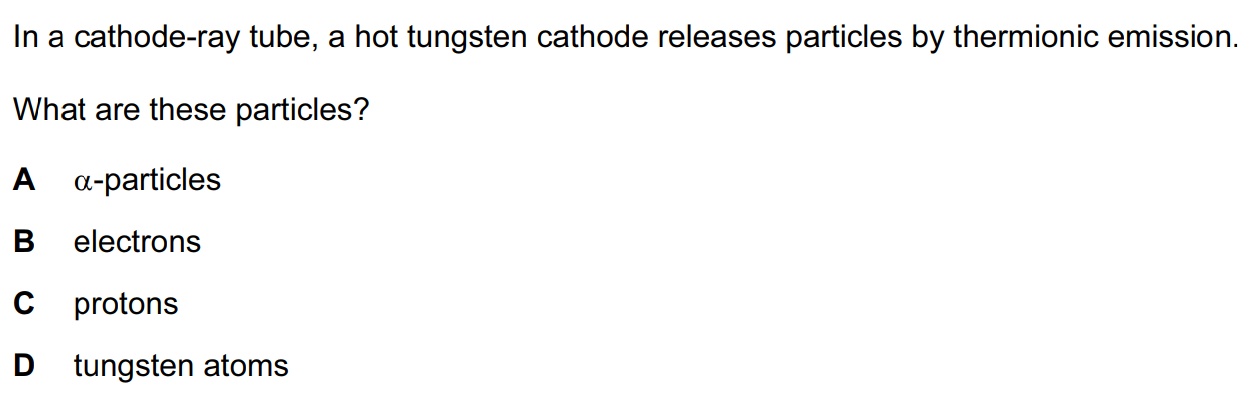 In a cathode-ray tube, a hot tungsten cathode releases particles by thermionic emission.
What are these particles?
A α-particles
B electrons
C protons
D tungsten atoms